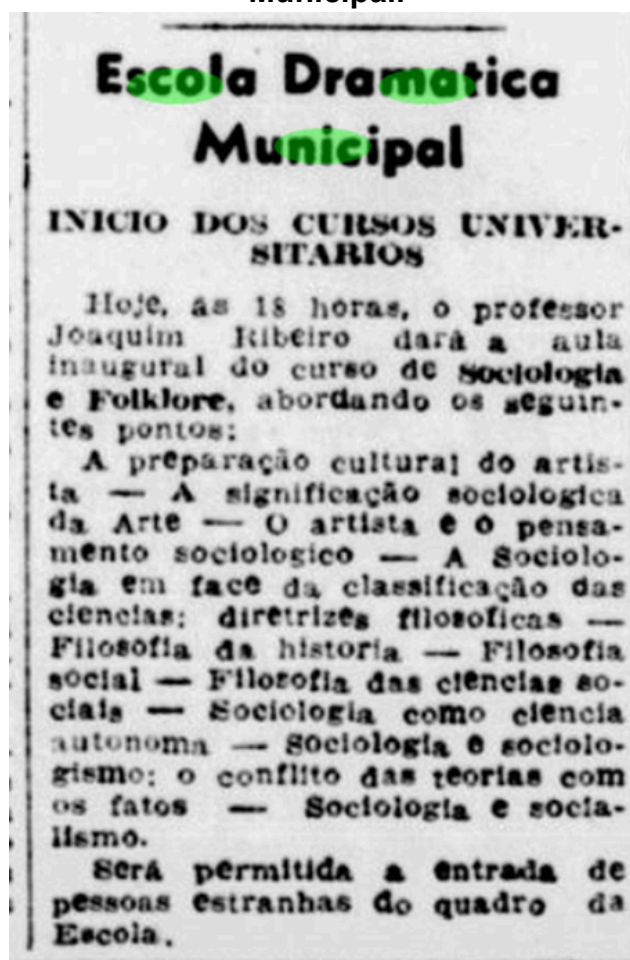 Municipal.
Escola Dramatica
Municipal
INICIO DOS CURSOS UNIVER-
SITARIOS
Hoje, ás 18 horas, o professor
Joaquim Ribeiro dará a aula
inaugural do curso de Sociologia
e Folklore, abordando os seguin-
tes pontos:
A preparação cultural do artis-
ta — A significação sociologica
da Arte — O artista e o pensa-
mento sociologico — A Sociolo-
gia em face da classificação das
ciencias: diretrizes filosoficas —
Filosofia da historia — Filosofia
social — Filosofia das ciencias so-
ciais — Sociologia como ciencia
autonoma — Sociologia e sociolo-
gismo: o conflito das teorias com
os fatos — Sociologia e socia-
lismo.
Será permitida a entrada de
pessoas estranhas do quadro da
Escola.